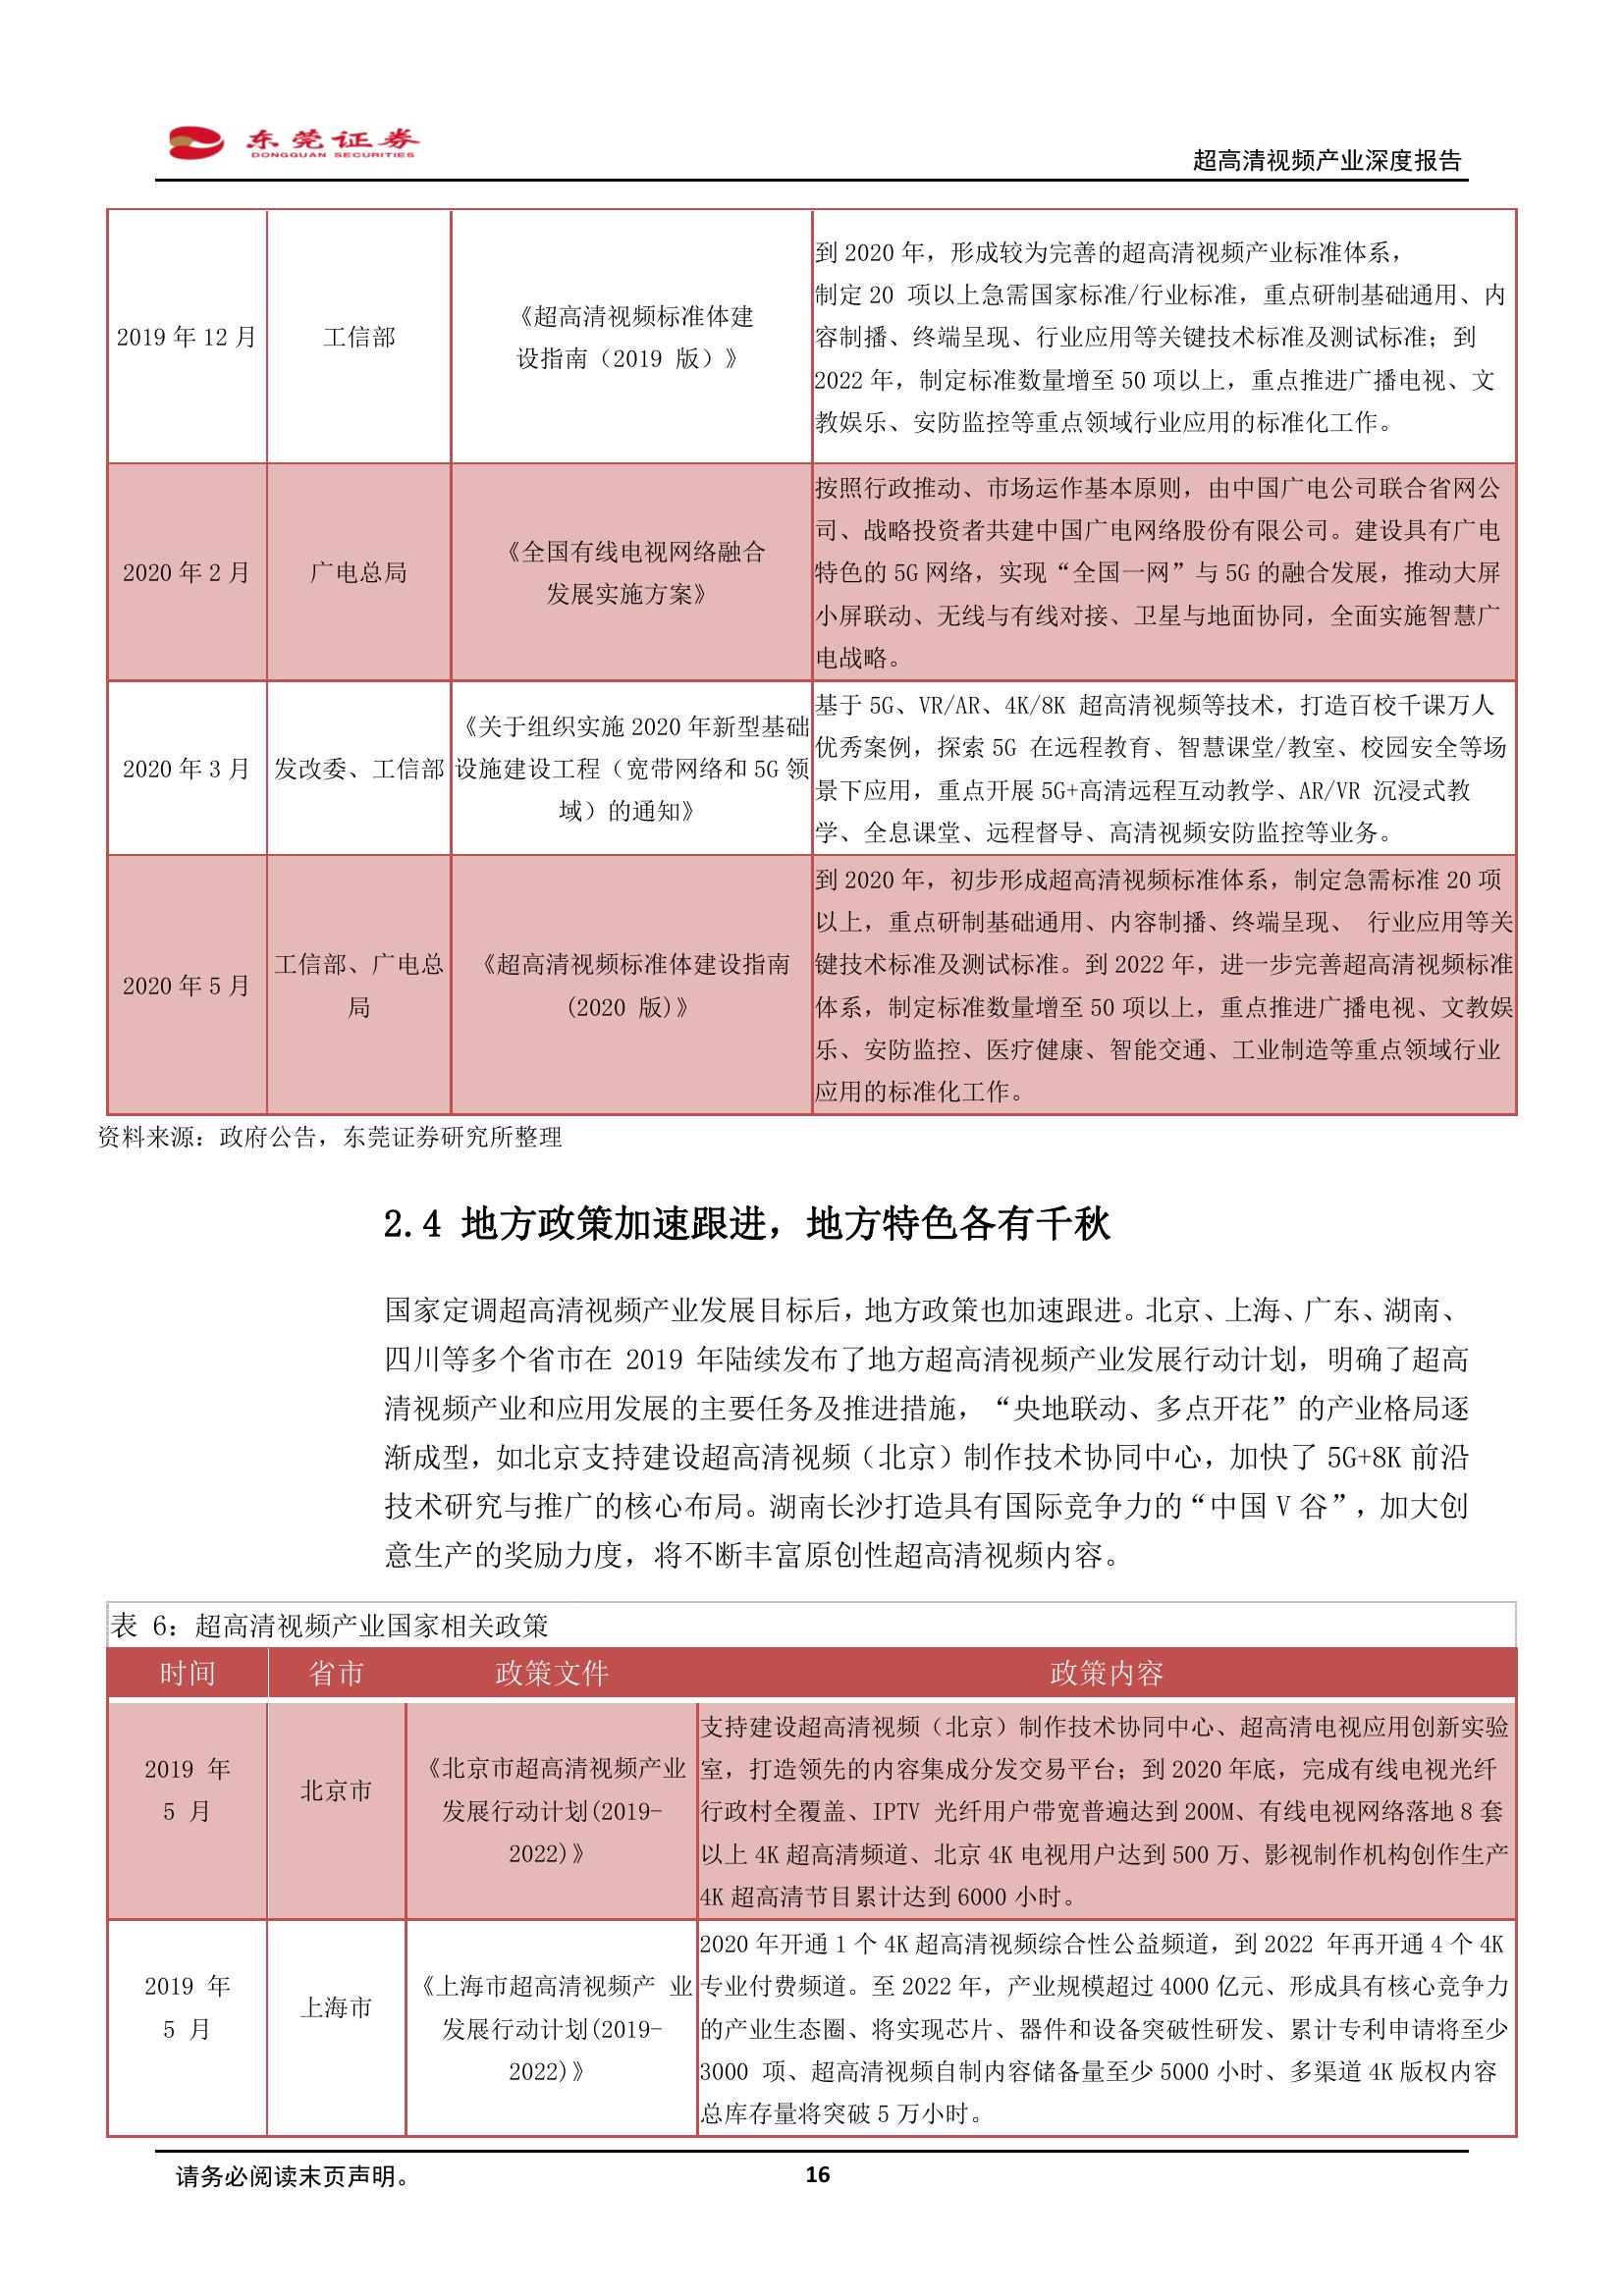 东莞证券
DONGGUAN SECURITIES
超高清视频产业深度报告
2019 年 12 月
工信部
《超高清视频标准体建
设指南（2019 版）》
到 2020 年，形成较为完善的超高清视频产业标准体系，
制定 20 项以上急需国家标准/行业标准，重点研制基础通用、内
容制播、终端呈现、行业应用等关键技术标准及测试标准；到
2022 年，制定标准数量增至 50 项以上，重点推进广播电视、文
教娱乐、安防监控等重点领域行业应用的标准化工作。
2020 年 2 月
广电总局
《全国有线电视网络融合
发展实施方案》
按照行政推动、市场运作基本原则，由中国广电公司联合省网公
司、战略投资者共建中国广电网络股份有限公司。建设具有广电
特色的 5G 网络，实现“全国一网”与 5G 的融合发展，推动大屏
小屏联动、无线与有线对接、卫星与地面协同，全面实施智慧广
电战略。
2020 年 3 月
发改委、工信部
《关于组织实施 2020 年新型基础
设施建设工程（宽带网络和 5G 领
域）的通知》
基于 5G、VR/AR、4K/8K 超高清视频等技术，打造百校千课万人
优秀案例，探索 5G 在远程教育、智慧课堂/教室、校园安全等场
景下应用，重点开展 5G+高清远程互动教学、AR/VR 沉浸式教
学、全息课堂、远程督导、高清视频安防监控等业务。
2020 年 5 月
工信部、广电总
局
《超高清视频标准体建设指南
(2020 版)》
到 2020 年，初步形成超高清视频标准体系，制定急需标准 20 项
以上，重点研制基础通用、内容制播、终端呈现、 行业应用等关
键技术标准及测试标准。到 2022 年，进一步完善超高清视频标准
体系，制定标准数量增至 50 项以上，重点推进广播电视、文教娱
乐、安防监控、医疗健康、智能交通、工业制造等重点领域行业
应用的标准化工作。
资料来源：政府公告，东莞证券研究所整理
2.4 地方政策加速跟进，地方特色各有千秋
国家定调超高清视频产业发展目标后，地方政策也加速跟进。北京、上海、广东、湖南、
四川等多个省市在 2019 年陆续发布了地方超高清视频产业发展行动计划，明确了超高
清视频产业和应用发展的主要任务及推进措施，“央地联动、多点开花”的产业格局逐
渐成型，如北京支持建设超高清视频（北京）制作技术协同中心，加快了 5G+8K 前沿
技术研究与推广的核心布局。湖南长沙打造具有国际竞争力的“中国 V 谷”，加大创
意生产的奖励力度，将不断丰富原创性超高清视频内容。
表 6：超高清视频产业国家相关政策
时间 省市 政策文件 政策内容
2019 年
5 月
北京市
《北京市超高清视频产业
发展行动计划(2019-
2022)》
支持建设超高清视频（北京）制作技术协同中心、超高清电视应用创新实验
室，打造领先的内容集成分发交易平台；到 2020 年底，完成有线电视光纤
行政村全覆盖、IPTV 光纤用户带宽普遍达到 200M、有线电视网络落地 8 套
以上 4K 超高清频道、北京 4K 电视用户达到 500 万、影视制作机构创作生产
4K 超高清节目累计达到 6000 小时。
2019 年
5 月
上海市
《上海市超高清视频产 业
发展行动计划(2019-
2022)》
2020 年开通 1 个 4K 超高清视频综合性公益频道，到 2022 年再开通 4 个 4K
专业付费频道。至 2022 年，产业规模超过 4000 亿元、形成具有核心竞争力
的产业生态圈、将实现芯片、器件和设备突破性研发、累计专利申请将至少
3000 项、超高清视频自制内容储备量至少 5000 小时、多渠道 4K 版权内容
总库存量将突破 5 万小时。
请务必阅读末页声明。
16